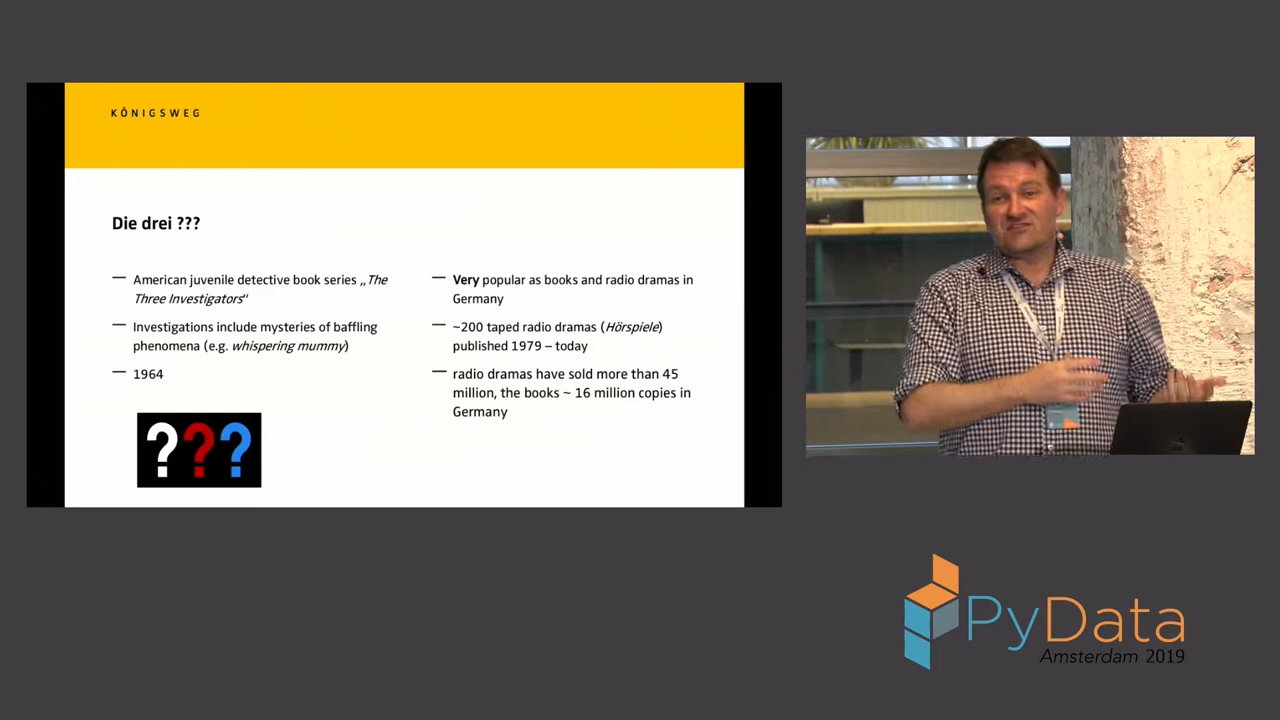 KÖNIGSWEG
Die drei ???
— American juvenile detective book series „The
Three Investigators“
— Investigations include mysteries of baffling
phenomena (e.g. whispering mummy)
— 1964
???
— Very popular as books and radio dramas in
Germany
— ~200 taped radio dramas (Hörspiele)
published 1979 – today
— radio dramas have sold more than 45
million, the books ~ 16 million copies in
Germany
PyData
Amsterdam 2019